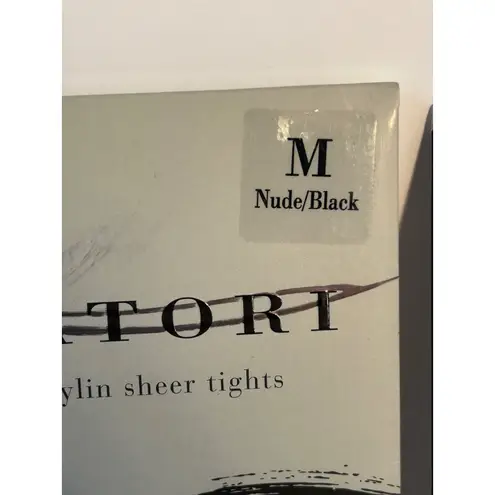 M
Nude/Black
ATORI
ylin sheer tights